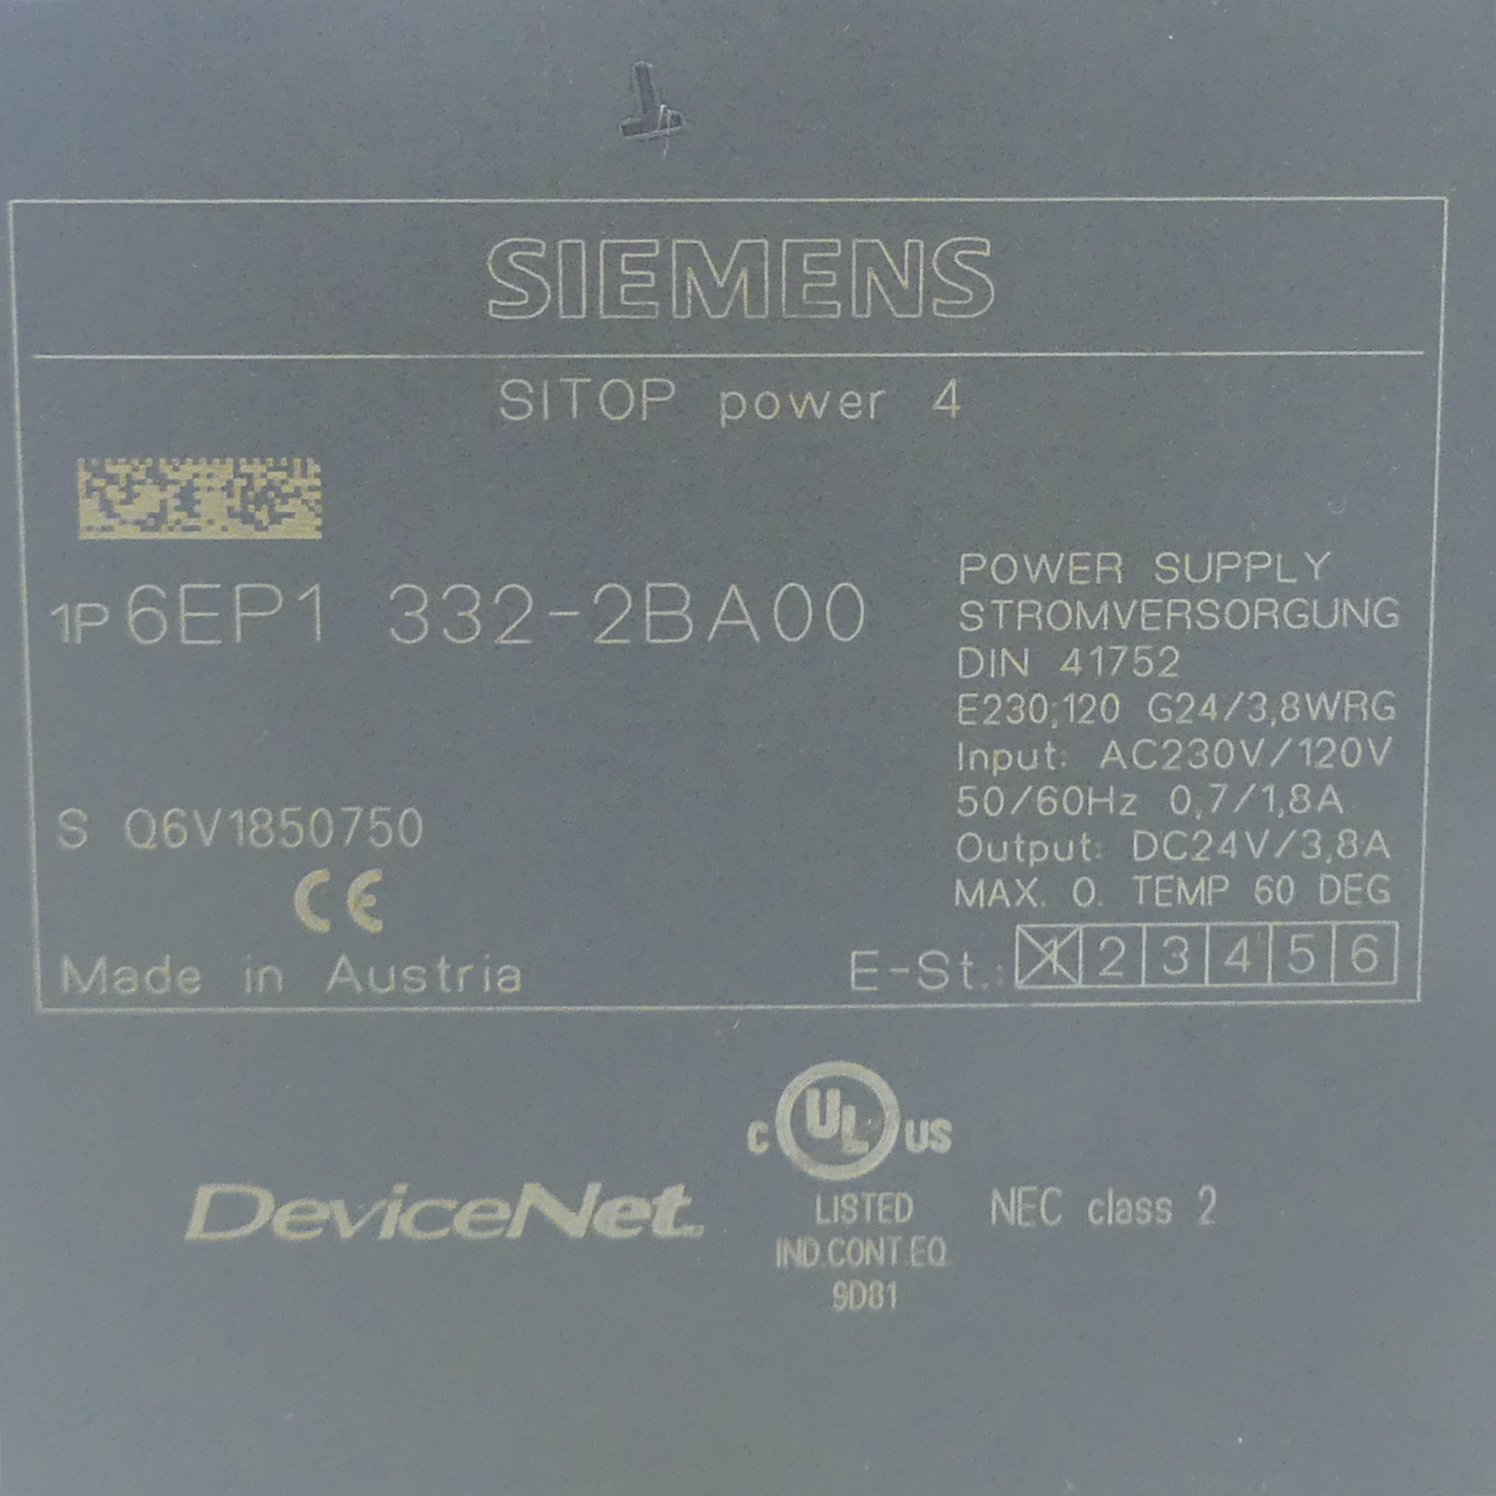 SIEMENS
SITOP power 4
1P 6EP1 332-2BA00
POWER SUPPLY
STROMVERSORGUNG
DIN 41752
E230;120 G24/3,8WRG
Input: AC230V/120V
50/60Hz 0,7/1,8A
Output: DC24V/3,8A
MAX. O. TEMP 60 DEG
S Q6V1850750
CE
Made in Austria
E-St.: 1 2 3 4 5 6
C UL US
DeviceNet
LISTED
NEC class 2
IND.CONT.EQ.
9D81